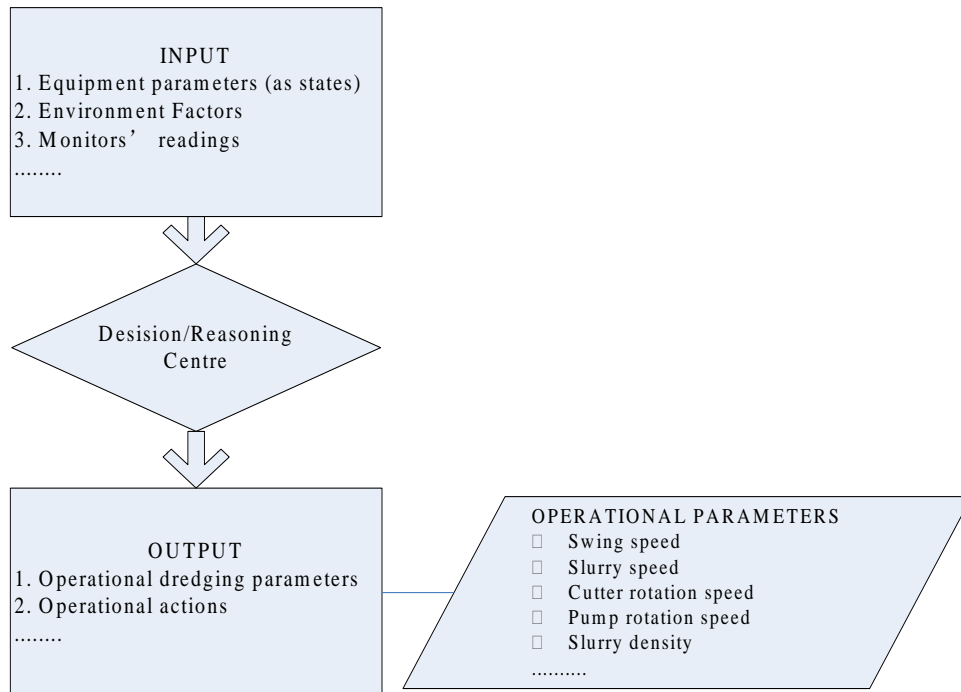 INPUT
1. Equipment parameters (as states)
2. Environment Factors
3. Monitors’ readings
........
Desision/Reasoning
Centre
OUTPUT
1. Operational dredging parameters
2. Operational actions
........
OPERATIONAL PARAMETERS
□ Swing speed
□ Slurry speed
□ Cutter rotation speed
□ Pump rotation speed
□ Slurry density
..........